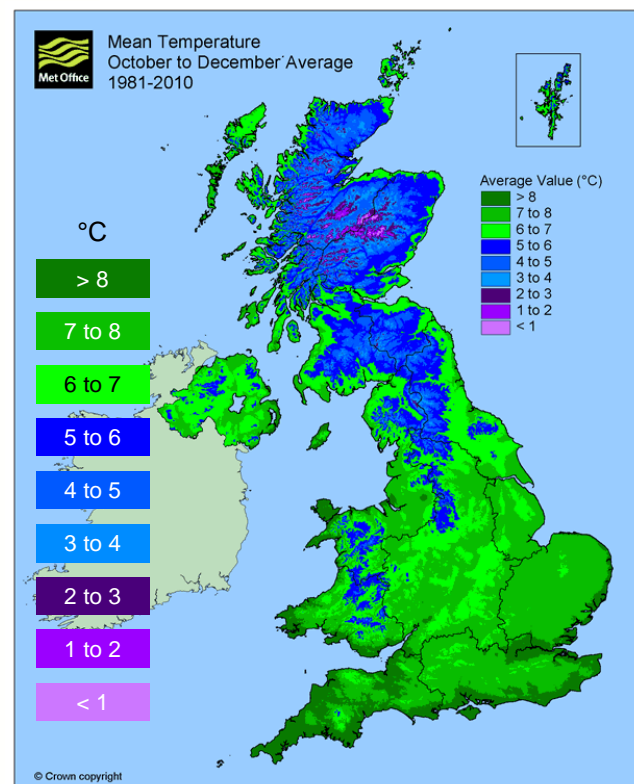 Met Office
Mean Temperature
October to December Average
1981-2010
Average Value (°C)
> 8
7 to 8
6 to 7
5 to 6
4 to 5
3 to 4
2 to 3
1 to 2
< 1
°C
> 8
7 to 8
6 to 7
5 to 6
4 to 5
3 to 4
2 to 3
1 to 2
< 1
© Crown copyright